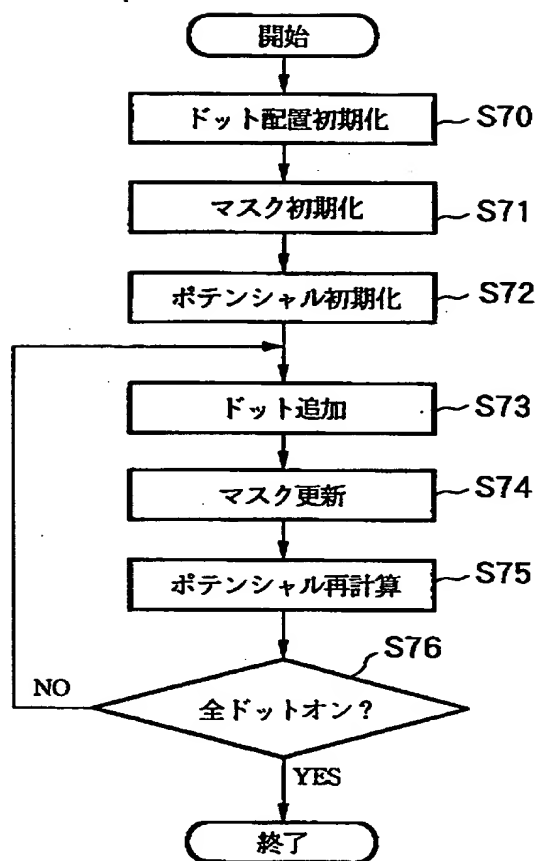 開始
ドット配置初期化
S70
マスク初期化
S71
ポテンシャル初期化
S72
ドット追加
S73
マスク更新
S74
ポテンシャル再計算
S75
S76
全ドットオン?
NO
YES
終了